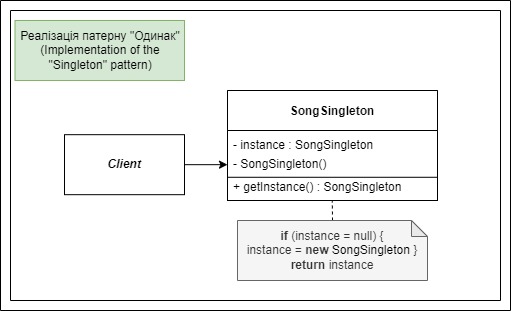 Реалізація патерну "Одинак"
(Implementation of the
"Singleton" pattern)
SongSingleton
- instance : SongSingleton
- SongSingleton()
+ getInstance() : SongSingleton
Client
if (instance = null) {
instance = new SongSingleton }
return instance